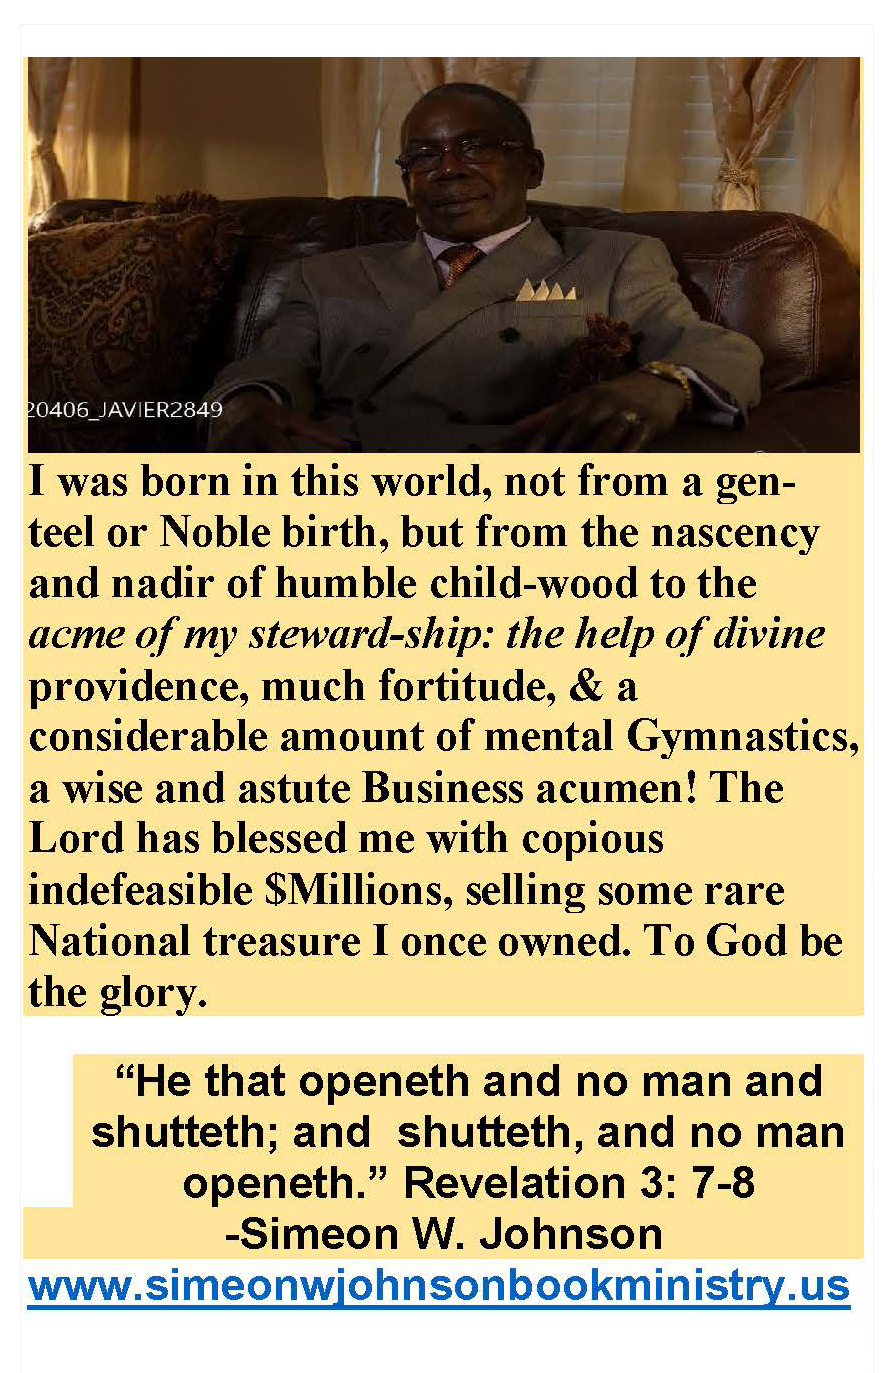 20406_JAVIER2849
I was born in this world, not from a gen-
teel or Noble birth, but from the nascency
and nadir of humble child-wood to the
acme of my steward-ship: the help of divine
providence, much fortitude, & a
considerable amount of mental Gymnastics,
a wise and astute Business acumen! The
Lord has blessed me with copious
indefeasible $Millions, selling some rare
National treasure I once owned. To God be
the glory.
“He that openeth and no man and
shutteth; and  shutteth, and no man
openeth.” Revelation 3: 7-8
-Simeon W. Johnson
www.simeonwjohnsonbookministry.us